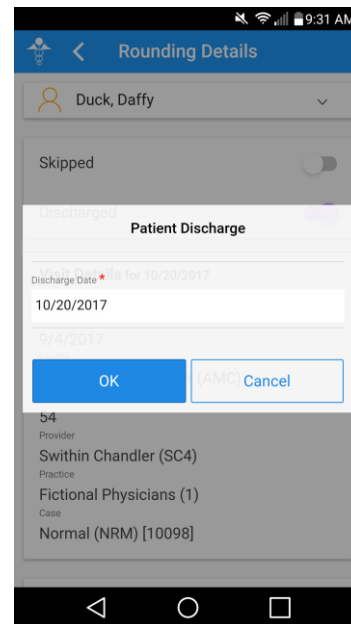 9:31 AM
Rounding Details
Duck, Daffy
Skipped
Discharged
Patient Discharge
Visit Details for 10/20/2017
Discharge Date *
10/20/2017
9/4/2017
(AMC)
OK
Cancel
54
Provider
Swithin Chandler (SC4)
Practice
Fictional Physicians (1)
Case
Normal (NRM) [10098]